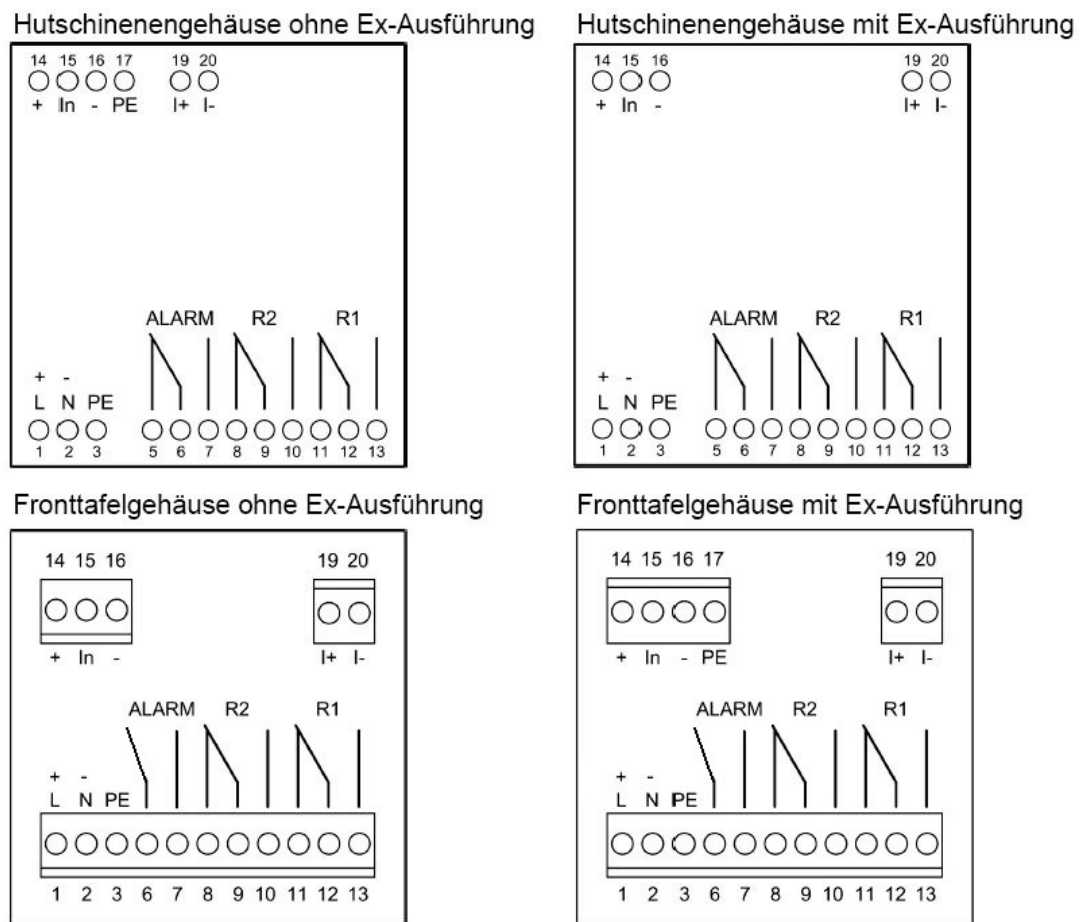 Hutschinenengehäuse ohne Ex-Ausführung
14 15 16 17 19 20
+ In - PE I+ I-
ALARM R2 R1
+ -
L N PE
1 2 3 5 6 7 8 9 10 11 12 13
Hutschinenengehäuse mit Ex-Ausführung
14 15 16 19 20
+ In - I+ I-
ALARM R2 R1
+ -
L N PE
1 2 3 5 6 7 8 9 10 11 12 13
Fronttafelgehäuse ohne Ex-Ausführung
14 15 16 19 20
+ In - I+ I-
ALARM R2 R1
+ -
L N PE
1 2 3 6 7 8 9 10 11 12 13
Fronttafelgehäuse mit Ex-Ausführung
14 15 16 17 19 20
+ In - PE I+ I-
ALARM R2 R1
+ -
L N PE
1 2 3 6 7 8 9 10 11 12 13